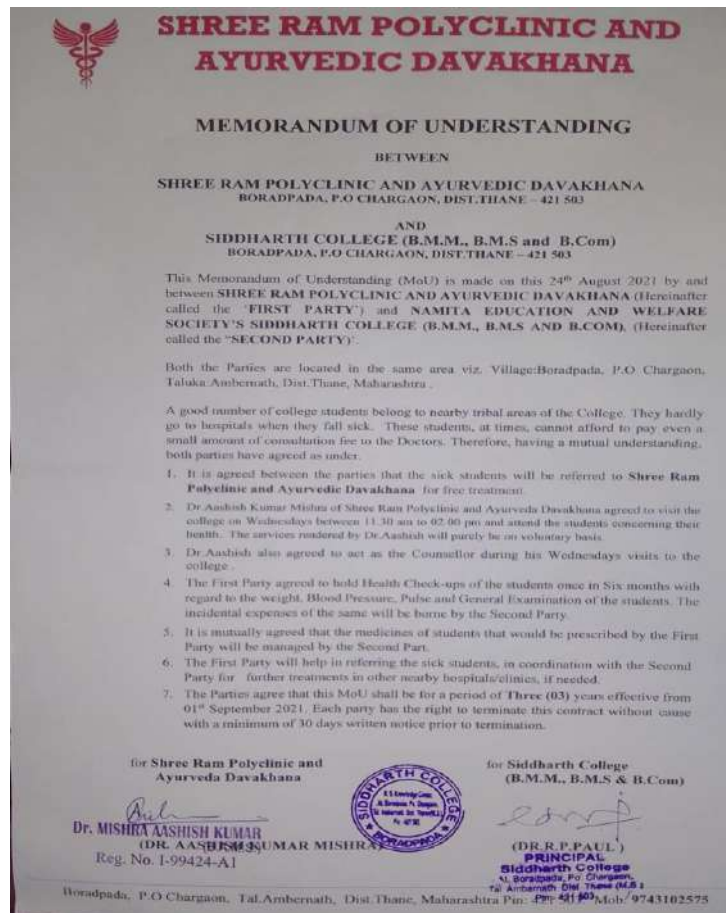 SHREE RAM POLYCLINIC AND
AYURVEDIC DAVAKHANA
MEMORANDUM OF UNDERSTANDING
BETWEEN
SHREE RAM POLYCLINIC AND AYURVEDIC DAVAKHANA
BORADPADA, P.O CHARGAON, DIST.THANE – 421 503
AND
SIDDHARTH COLLEGE (B.M.M., B.M.S and B.Com)
BORADPADA, P.O CHARGAON, DIST.THANE – 421 503
This Memorandum of Understanding (MoU) is made on this 24th August 2021 by and
between SHREE RAM POLYCLINIC AND AYURVEDIC DAVAKHANA (Hereinafter
called the 'FIRST PARTY') and NAMITA EDUCATION AND WELFARE
SOCIETY'S SIDDHARTH COLLEGE (B.M.M., B.M.S AND B.COM), (Hereinafter
called the "SECOND PARTY)'.
Both the Parties are located in the same area viz. Village:Boradpada, P.O Chargaon,
Taluka:Ambernath, Dist.Thane, Maharashtra .
A good number of college students belong to nearby tribal areas of the College. They hardly
go to hospitals when they fall sick. These students, at times, cannot afford to pay even a
small amount of consultation fee to the Doctors. Therefore, having a mutual understanding,
both parties have agreed as under.
1. It is agreed between the parties that the sick students will be referred to Shree Ram
Polyclinic and Ayurvedic Davakhana for free treatment.
2. Dr.Aashish Kumar Mishra of Shree Ram Polyclinic and Ayurveda Davakhana agreed to visit the
college on Wednesdays between 11.30 am to 02.00 pm and attend the students concerning their
health. The services rendered by Dr.Aashish will purely be on voluntary basis.
3. Dr.Aashish also agreed to act as the Counsellor during his Wednesdays visits to the
college .
4. The First Party agreed to hold Health Check-ups of the students once in Six months with
regard to the weight, Blood Pressure, Pulse and General Examination of the students. The
incidental expenses of the same will be borne by the Second Party.
5. It is mutually agreed that the medicines of students that would be prescribed by the First
Party will be managed by the Second Part.
6. The First Party will help in referring the sick students, in coordination with the Second
Party for further treatments in other nearby hospitals/clinics, if needed.
7. The Parties agree that this MoU shall be for a period of Three (03) years effective from
01st September 2021. Each party has the right to terminate this contract without cause
with a minimum of 30 days written notice prior to termination.
for Shree Ram Polyclinic and
Ayurveda Davakhana
for Siddharth College
(B.M.M., B.M.S & B.Com)
SIDDHARTH COLLEGE
BORADPADA
Dr. MISHRA AASHISH KUMAR
(DR. AASHISH KUMAR MISHRA)
Reg. No. I-99424-A1
(DR.R.P.PAUL )
PRINCIPAL
Siddharth College
At. Boradpada, Po. Chargaon,
Tal Ambernath Dist Thane (M.S.)
Boradpada, P.O Chargaon, Tal.Ambernath, Dist.Thane, Maharashtra Pin: Mob: 9743102575